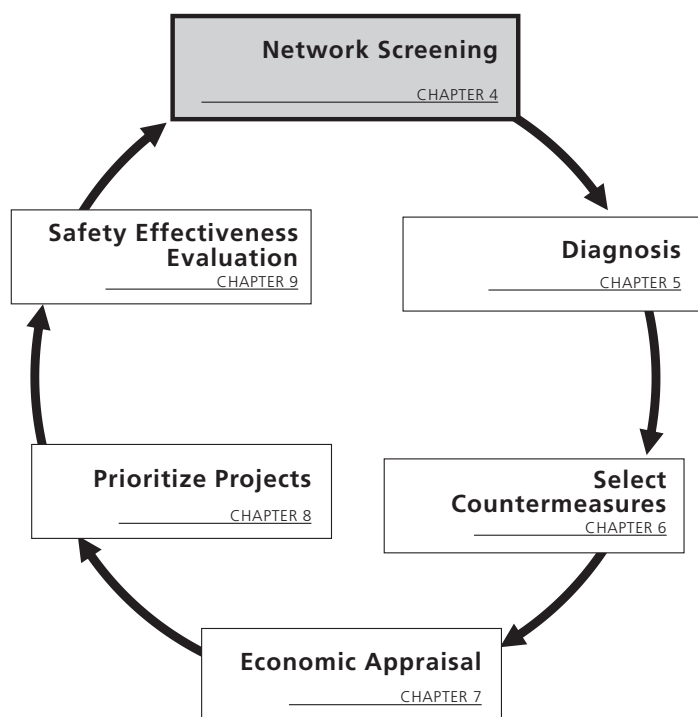 Network Screening
CHAPTER 4
Diagnosis
CHAPTER 5
Select
Countermeasures
CHAPTER 6
Economic Appraisal
CHAPTER 7
Prioritize Projects
CHAPTER 8
Safety Effectiveness
Evaluation
CHAPTER 9